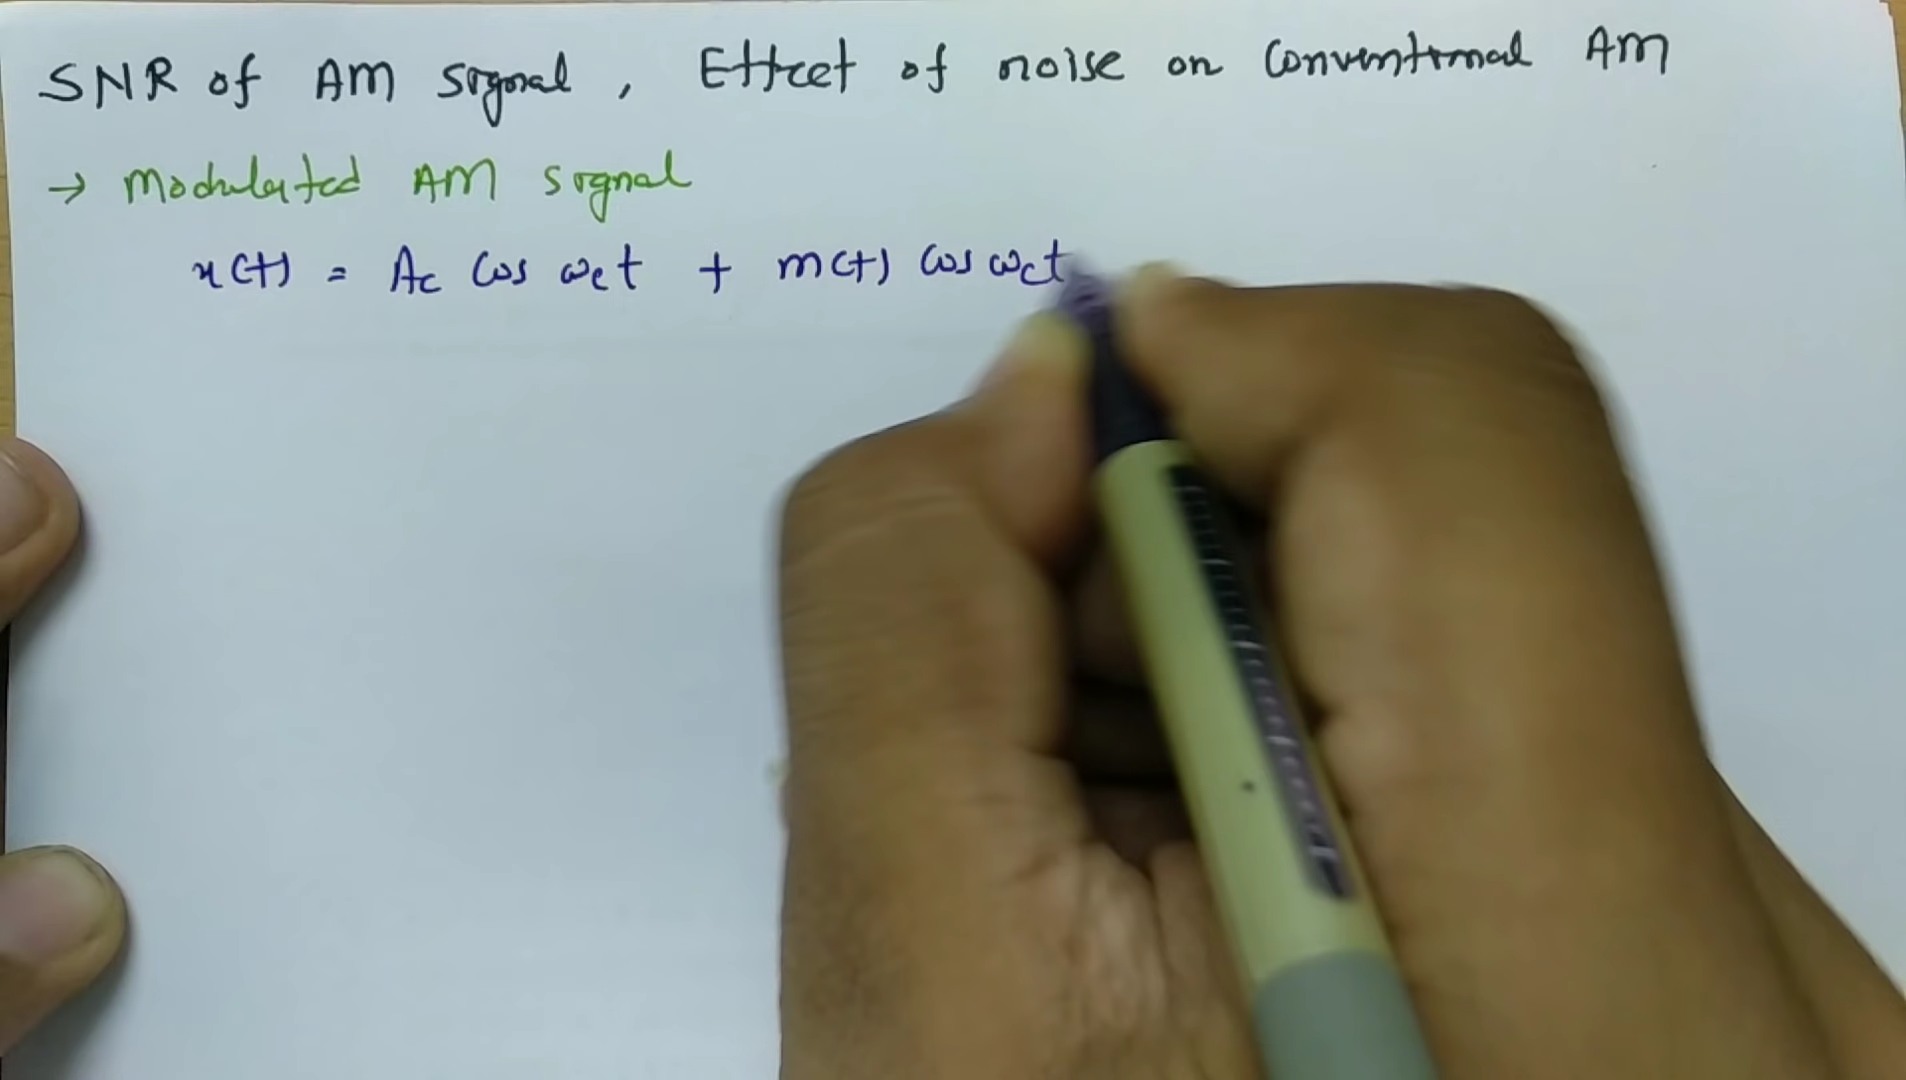 SNR of AM signal, Effect of noise on Conventional AM
→ Modulated AM signal
x(t) = Ac Cos ωct + m(t) Cos ωct